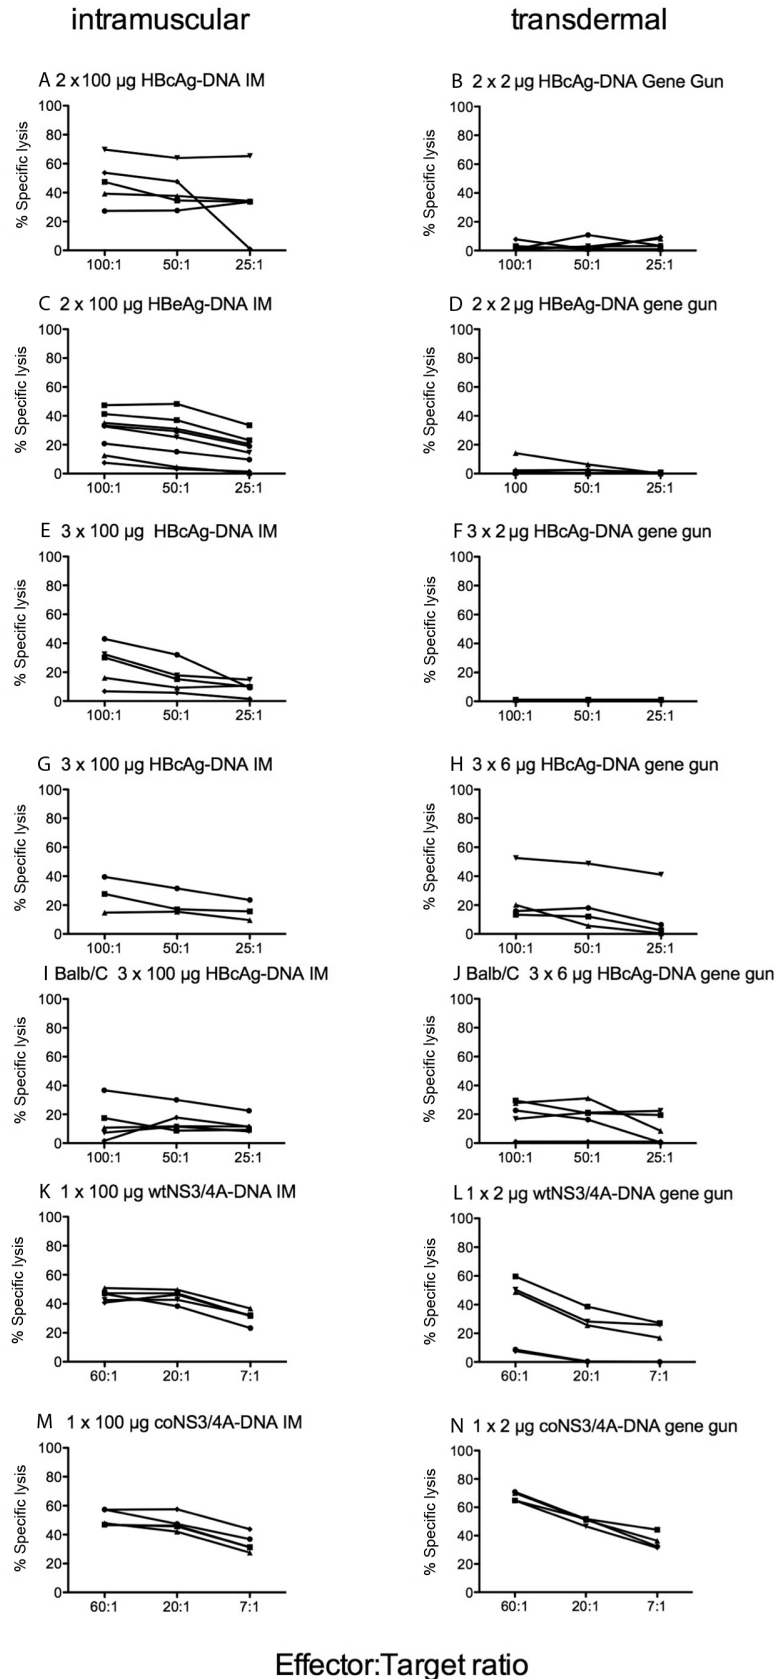 intramuscular
transdermal
A 2 x100 µg HBcAg-DNA IM
% Specific lysis
100
80
60
40
20
0
100:1 50:1 25:1
B 2 x 2 µg HBcAg-DNA Gene Gun
% Specific lysis
100
80
60
40
20
0
100:1 50:1 25:1
C 2 x 100 µg HBeAg-DNA IM
% Specific lysis
100
80
60
40
20
0
100:1 50:1 25:1
D 2 x 2 µg HBeAg-DNA gene gun
% Specific lysis
100
80
60
40
20
0
100 50:1 25:1
E 3 x 100 µg HBcAg-DNA IM
% Specific lysis
100
80
60
40
20
0
100:1 50:1 25:1
F 3 x 2 µg HBcAg-DNA gene gun
% Specific lysis
100
80
60
40
20
0
100:1 50:1 25:1
G 3 x 100 µg HBcAg-DNA IM
% Specific lysis
100
80
60
40
20
0
100:1 50:1 25:1
H 3 x 6 µg HBcAg-DNA gene gun
% Specific lysis
100
80
60
40
20
0
100:1 50:1 25:1
I Balb/C 3 x 100 µg HBcAg-DNA IM
% Specific lysis
100
80
60
40
20
0
100:1 50:1 25:1
J Balb/C 3 x 6 µg HBcAg-DNA gene gun
% Specific lysis
100
80
60
40
20
0
100:1 50:1 25:1
K 1 x 100 µg wtNS3/4A-DNA IM
% Specific lysis
100
80
60
40
20
0
60:1 20:1 7:1
L 1 x 2 µg wtNS3/4A-DNA gene gun
% Specific lysis
100
80
60
40
20
0
60:1 20:1 7:1
M 1 x 100 µg coNS3/4A-DNA IM
% Specific lysis
100
80
60
40
20
0
60:1 20:1 7:1
N 1 x 2 µg coNS3/4A-DNA gene gun
% Specific lysis
100
80
60
40
20
0
60:1 20:1 7:1
Effector:Target ratio